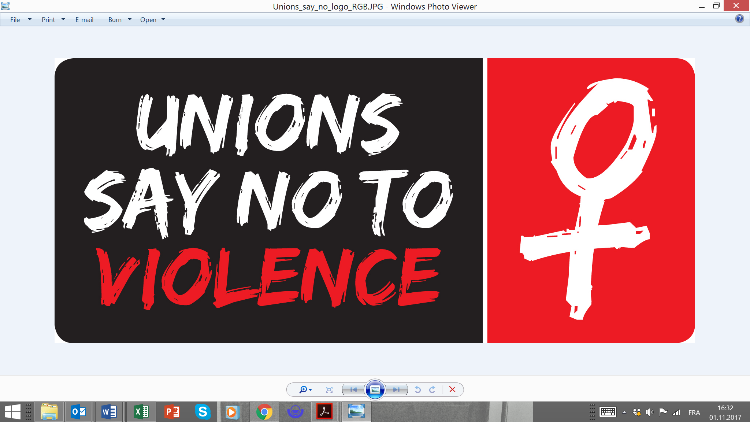 Unions_say_no_logo_RGB.JPG - Windows Photo Viewer
File Print E-mail Burn Open
UNIONS
SAY NO TO
VIOLENCE
FRA
16:32
01.11.2017